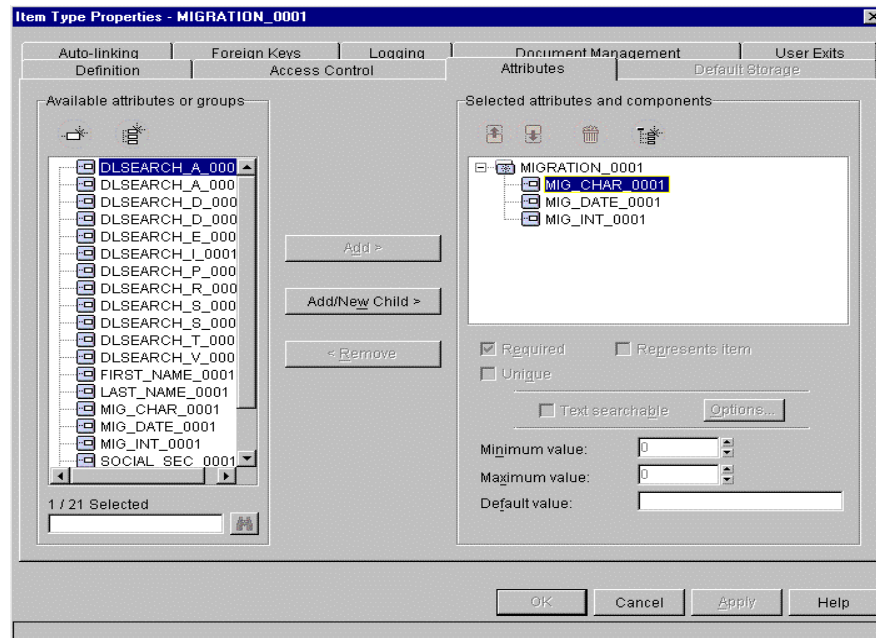 Item Type Properties - MIGRATION_0001
Auto-linking
Foreign Keys
Logging
Document Management
User Exits
Definition
Access Control
Attributes
Default Storage
Available attributes or groups
DLSEARCH_A_000
DLSEARCH_A_000
DLSEARCH_D_000
DLSEARCH_D_000
DLSEARCH_E_000
DLSEARCH_I_0001
DLSEARCH_P_000
DLSEARCH_R_000
DLSEARCH_S_000
DLSEARCH_S_000
DLSEARCH_T_000
DLSEARCH_V_000
FIRST_NAME_0001
LAST_NAME_0001
MIG_CHAR_0001
MIG_DATE_0001
MIG_INT_0001
SOCIAL_SEC_0001
1 / 21 Selected
Add >
Add/New Child >
< Remove
Selected attributes and components
MIGRATION_0001
MIG_CHAR_0001
MIG_DATE_0001
MIG_INT_0001
Required
Represents item
Unique
Text searchable
Options...
Minimum value:
0
Maximum value:
0
Default value:
OK
Cancel
Apply
Help